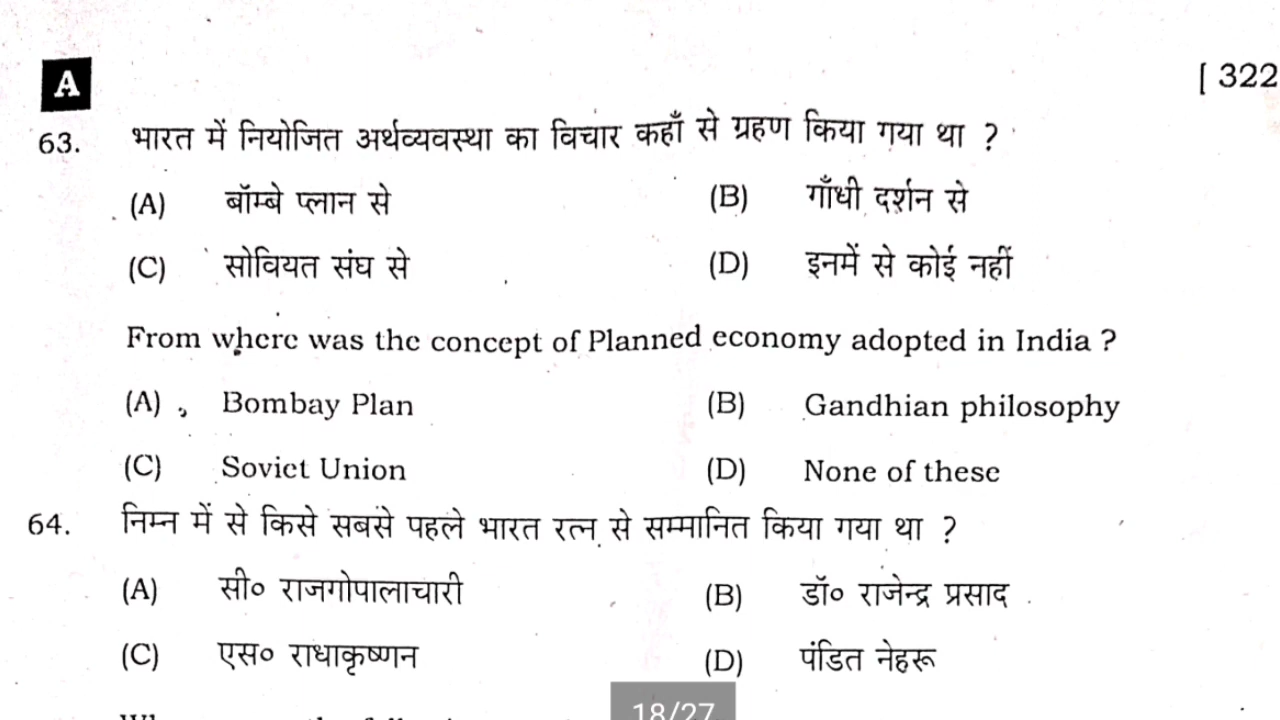 A
[ 322
63. भारत में नियोजित अर्थव्यवस्था का विचार कहाँ से ग्रहण किया गया था ?
(A) बॉम्बे प्लान से (B) गाँधी दर्शन से
(C) सोवियत संघ से (D) इनमें से कोई नहीं
From where was the concept of Planned economy adopted in India ?
(A) Bombay Plan (B) Gandhian philosophy
(C) Soviet Union (D) None of these
64. निम्न में से किसे सबसे पहले भारत रत्न से सम्मानित किया गया था ?
(A) सी० राजगोपालाचारी (B) डॉ० राजेन्द्र प्रसाद
(C) एस० राधाकृष्णन (D) पंडित नेहरू
18/27